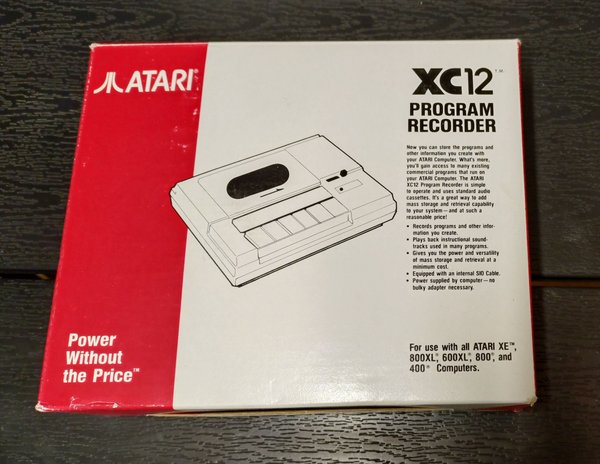 ATARI®
XC12 T.M.
PROGRAM
RECORDER
Now you can store the programs and
other information you create with
your ATARI Computer. What's more,
you'll gain access to many existing
commercial programs that run on
your ATARI Computer. The ATARI
XC12 Program Recorder is simple
to operate and uses standard audio
cassettes. It's a great way to add
mass storage and retrieval capability
to your system—and at such a
reasonable price!
• Records programs and other infor-
mation you create.
• Plays back instructional sound-
tracks used in many programs.
• Gives you the power and versatility
of mass storage and retrieval at a
minimum cost.
• Equipped with an internal SIO Cable.
• Power supplied by computer—no
bulky adapter necessary.
Power
Without
the Price™
For use with all ATARI XE™,
800XL®, 600XL®, 800®, and
400® Computers.